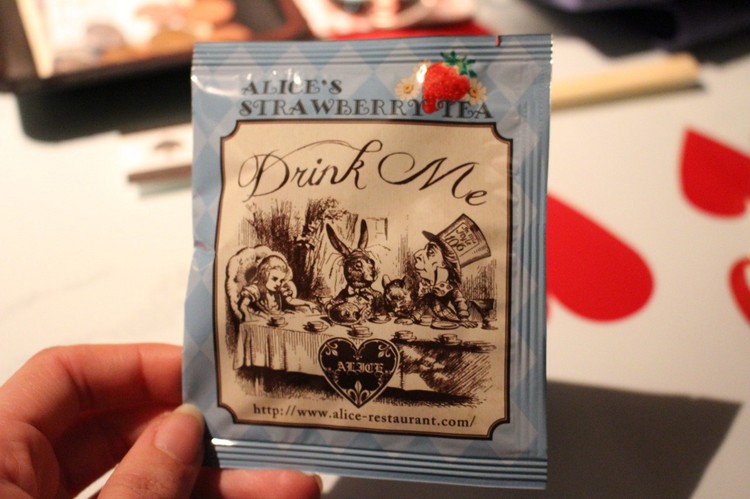 ALICE'S
STRAWBERRY TEA
Drink Me
ALICE
http://www.alice-restaurant.com/